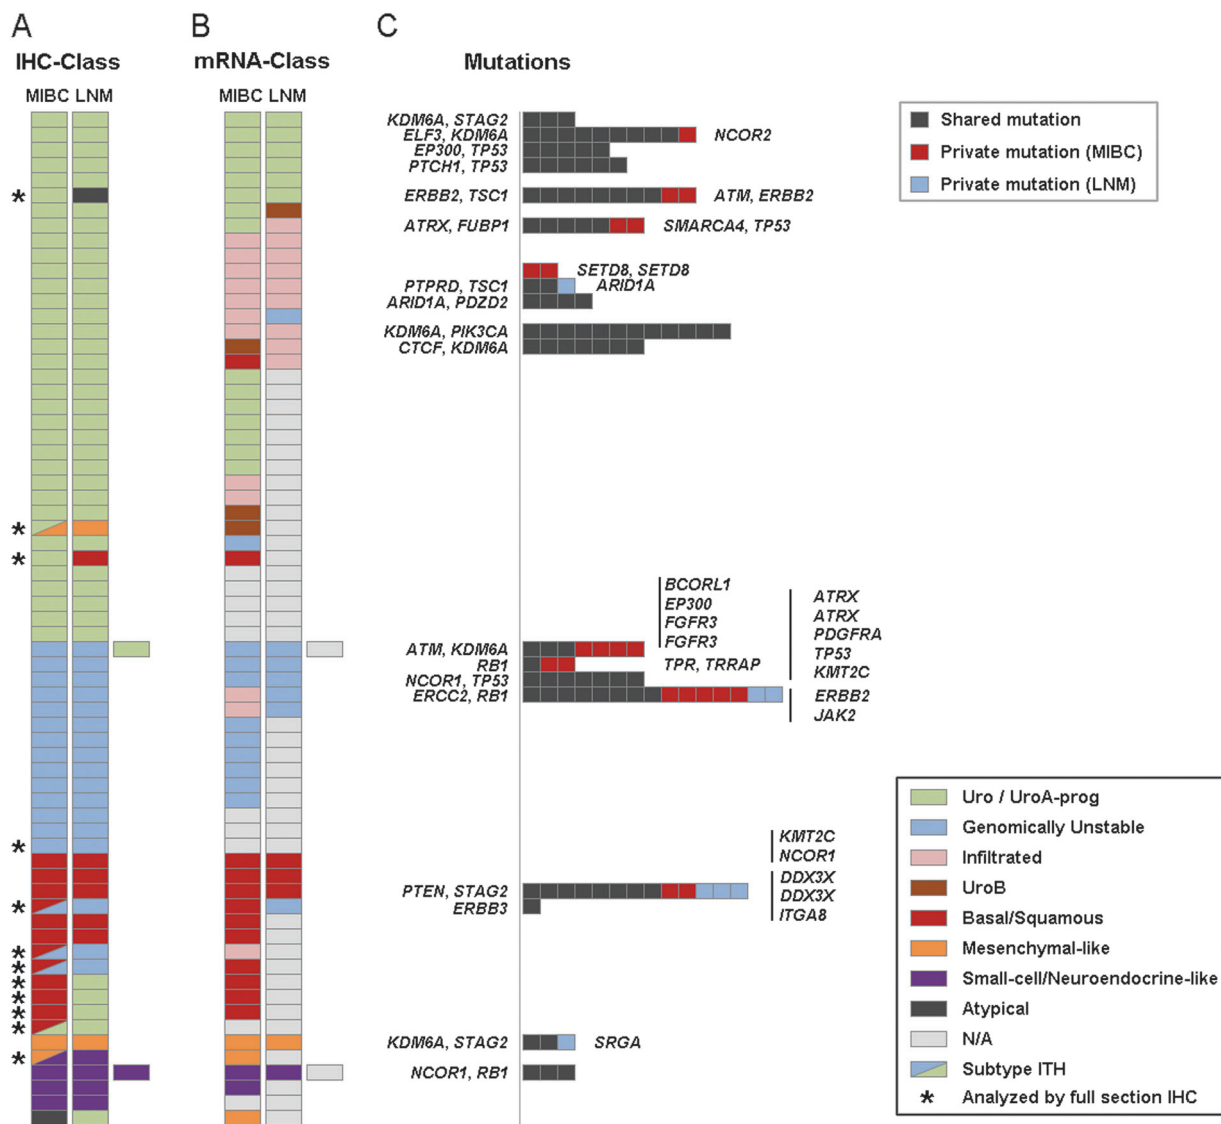 A B C
IHC-Class mRNA-Class Mutations
MIBC LNM MIBC LNM
KDM6A, STAG2
ELF3, KDM6A NCOR2
EP300, TP53
PTCH1, TP53
* ERBB2, TSC1 ATM, ERBB2
ATRX, FUBP1 SMARCA4, TP53
SETD8, SETD8
PTPRD, TSC1 ARID1A
ARID1A, PDZD2
KDM6A, PIK3CA
CTCF, KDM6A
Shared mutation
Private mutation (MIBC)
Private mutation (LNM)
*
*
BCORL1
EP300
FGFR3
FGFR3
ATRX
ATRX
PDGFRA
TP53
KMT2C
ATM, KDM6A
RB1 TPR, TRRAP
NCOR1, TP53
ERCC2, RB1 ERBB2
JAK2
*
KMT2C
NCOR1
DDX3X
DDX3X
ITGA8
PTEN, STAG2
* ERBB3
*
*
*
*
*
*
KDM6A, STAG2 SRGA
*
NCOR1, RB1
Uro / UroA-prog
Genomically Unstable
Infiltrated
UroB
Basal/Squamous
Mesenchymal-like
Small-cell/Neuroendocrine-like
Atypical
N/A
Subtype ITH
* Analyzed by full section IHC